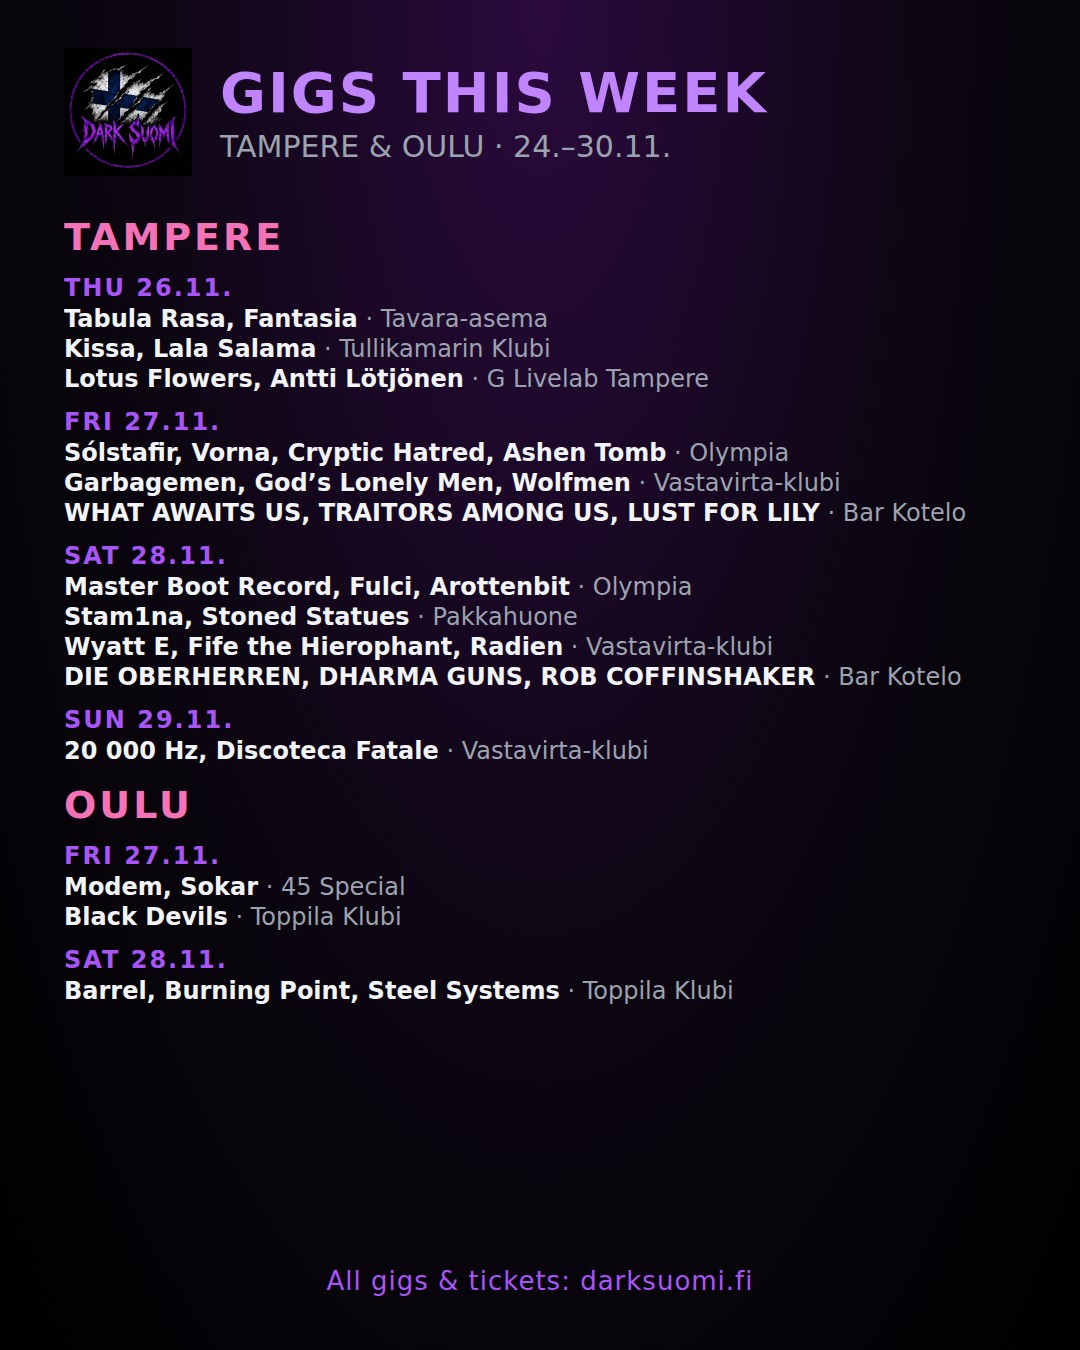 DARK SUOMI
GIGS THIS WEEK
TAMPERE & OULU · 24.–30.11.
TAMPERE
THU 26.11.
Tabula Rasa, Fantasia · Tavara-asema
Kissa, Lala Salama · Tullikamarin Klubi
Lotus Flowers, Antti Lötjönen · G Livelab Tampere
FRI 27.11.
Sólstafir, Vorna, Cryptic Hatred, Ashen Tomb · Olympia
Garbagemen, God’s Lonely Men, Wolfmen · Vastavirta-klubi
WHAT AWAITS US, TRAITORS AMONG US, LUST FOR LILY · Bar Kotelo
SAT 28.11.
Master Boot Record, Fulci, Arottenbit · Olympia
Stam1na, Stoned Statues · Pakkahuone
Wyatt E, Fife the Hierophant, Radien · Vastavirta-klubi
DIE OBERHERREN, DHARMA GUNS, ROB COFFINSHAKER · Bar Kotelo
SUN 29.11.
20 000 Hz, Discoteca Fatale · Vastavirta-klubi
OULU
FRI 27.11.
Modem, Sokar · 45 Special
Black Devils · Toppila Klubi
SAT 28.11.
Barrel, Burning Point, Steel Systems · Toppila Klubi
All gigs & tickets: darksuomi.fi